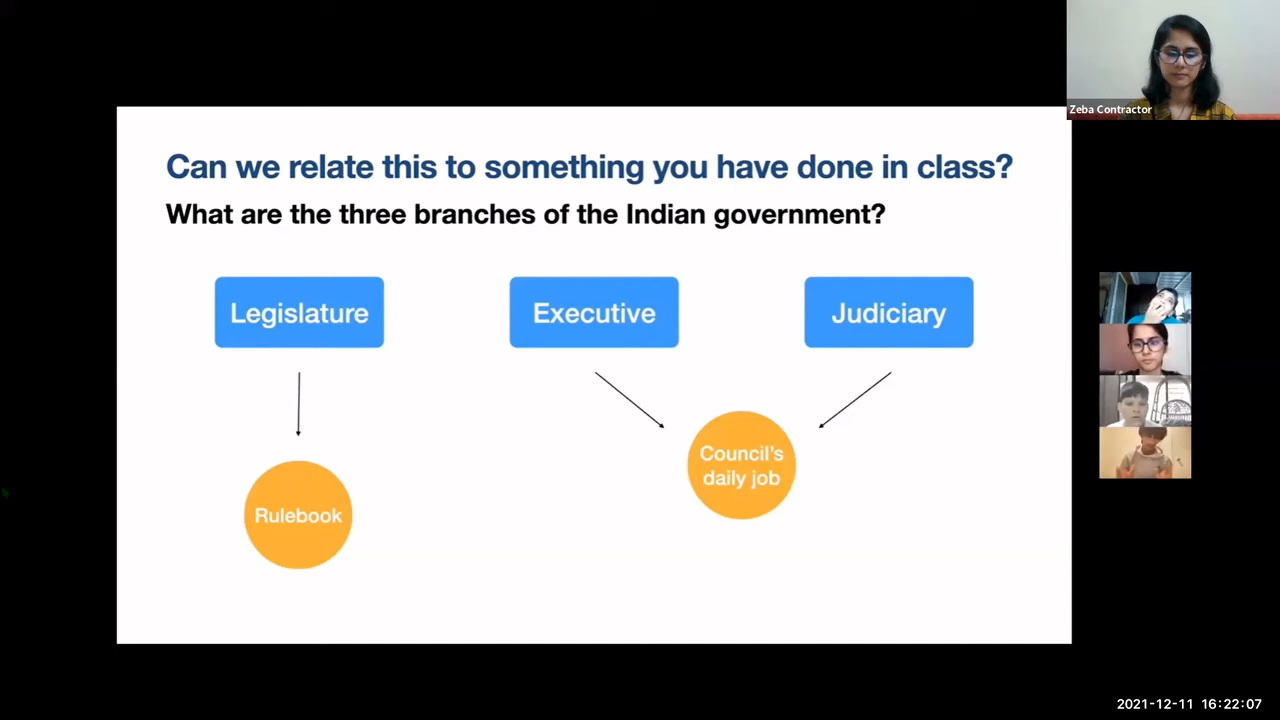 Zeba Contractor
Can we relate this to something you have done in class?
What are the three branches of the Indian government?
Legislature
Executive
Judiciary
Council's
daily job
Rulebook
2021-12-11 16:22:07